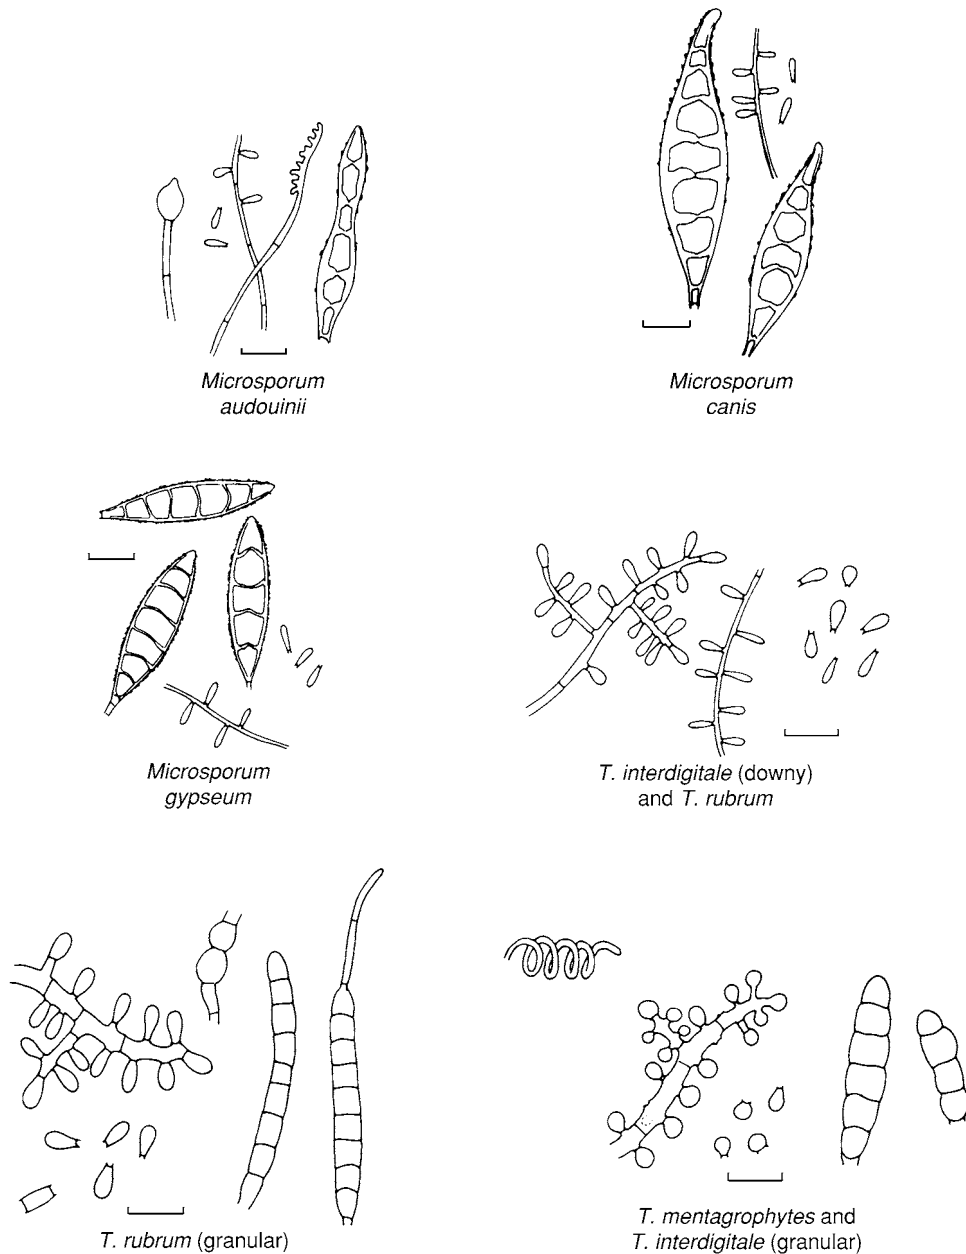 Microsporum
audouinii
Microsporum
canis
Microsporum
gypseum
T. interdigitale (downy)
and T. rubrum
T. rubrum (granular)
T. mentagrophytes and
T. interdigitale (granular)